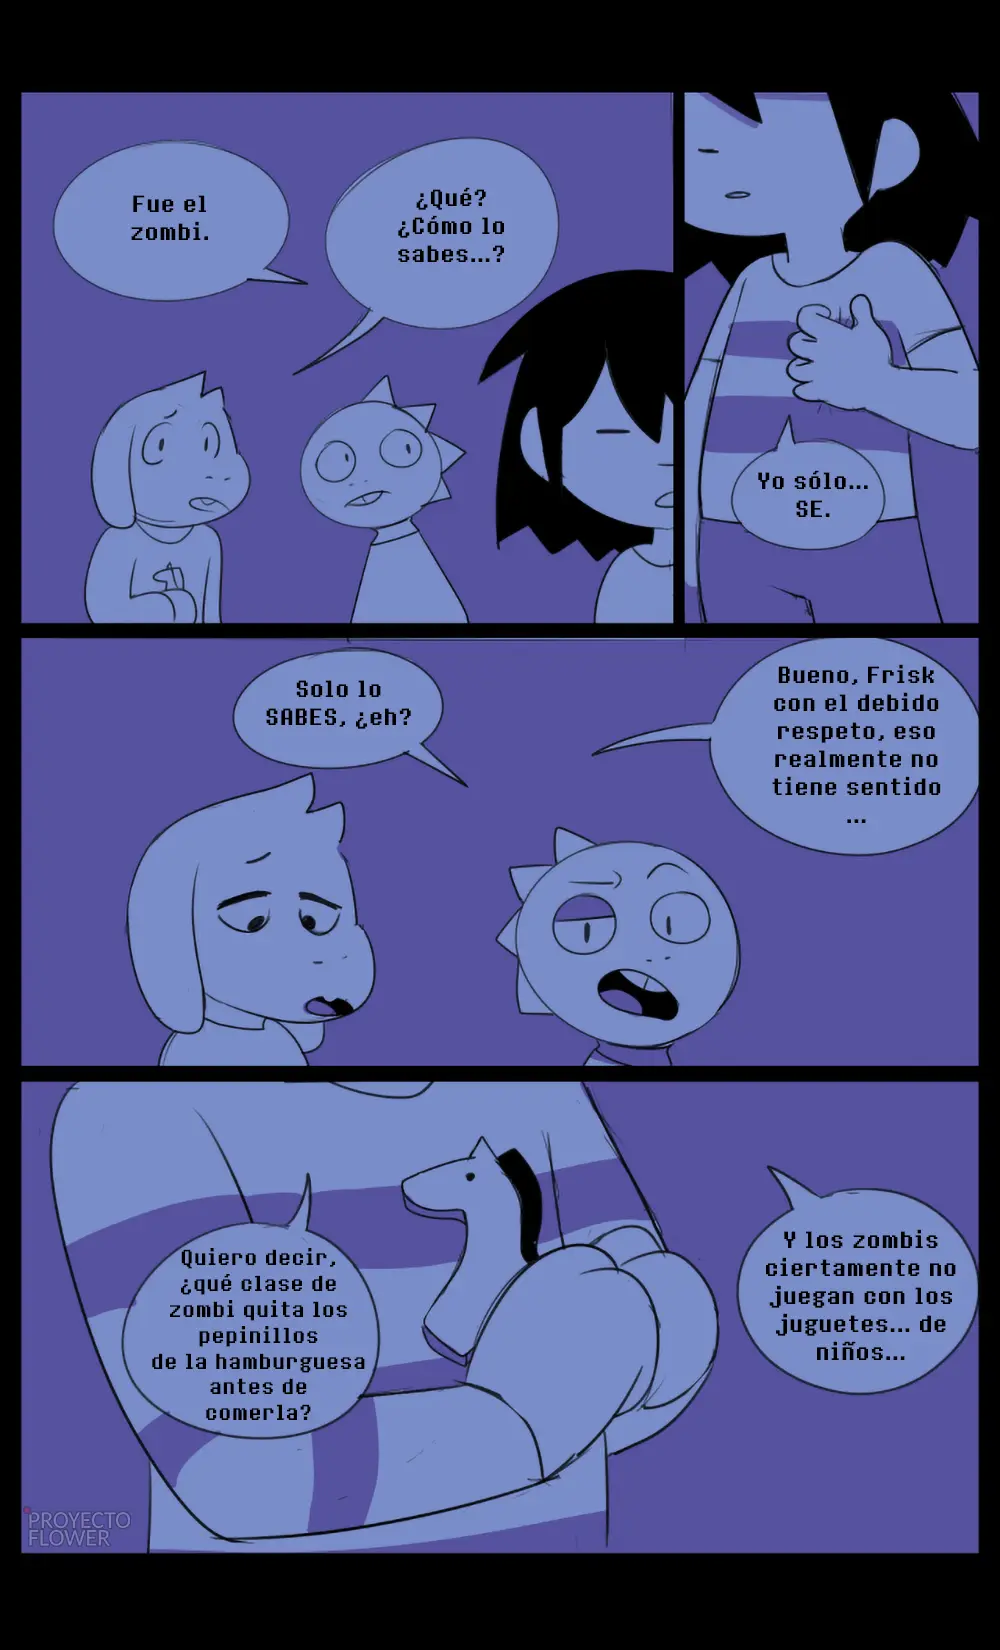 Fue el
zombi.
¿Qué?
¿Cómo lo
sabes...?
Yo sólo...
SE.
Solo lo
SABES, ¿eh?
Bueno, Frisk
con el debido
respeto, eso
realmente no
tiene sentido
...
Quiero decir,
¿qué clase de
zombi quita los
pepinillos
de la hamburguesa
antes de
comerla?
Y los zombis
ciertamente no
juegan con los
juguetes... de
niños...
PROYECTO
FLOWER